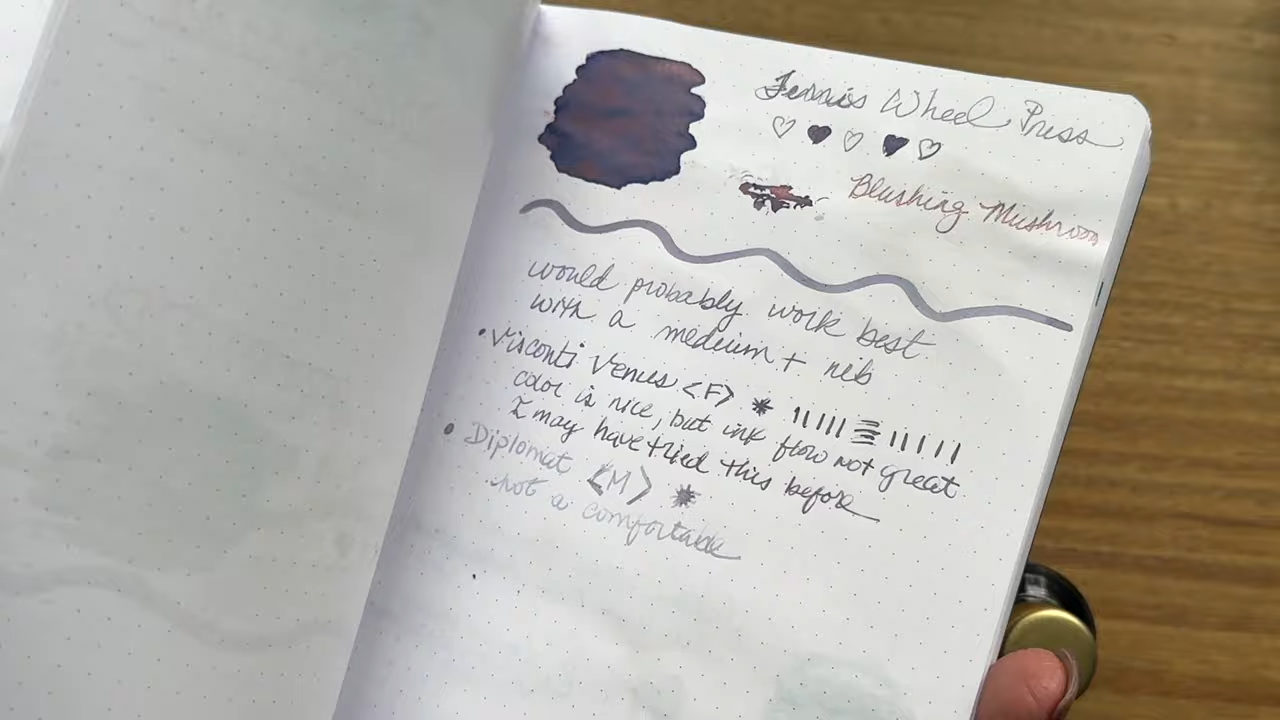 Ferris Wheel Press
Blushing Mushroom
would probably work best
with a medium + nib
• Visconti Venus <F>
color is nice, but ink flow not great
I may have tried this before
• Diplomat <M>
not a comfortable